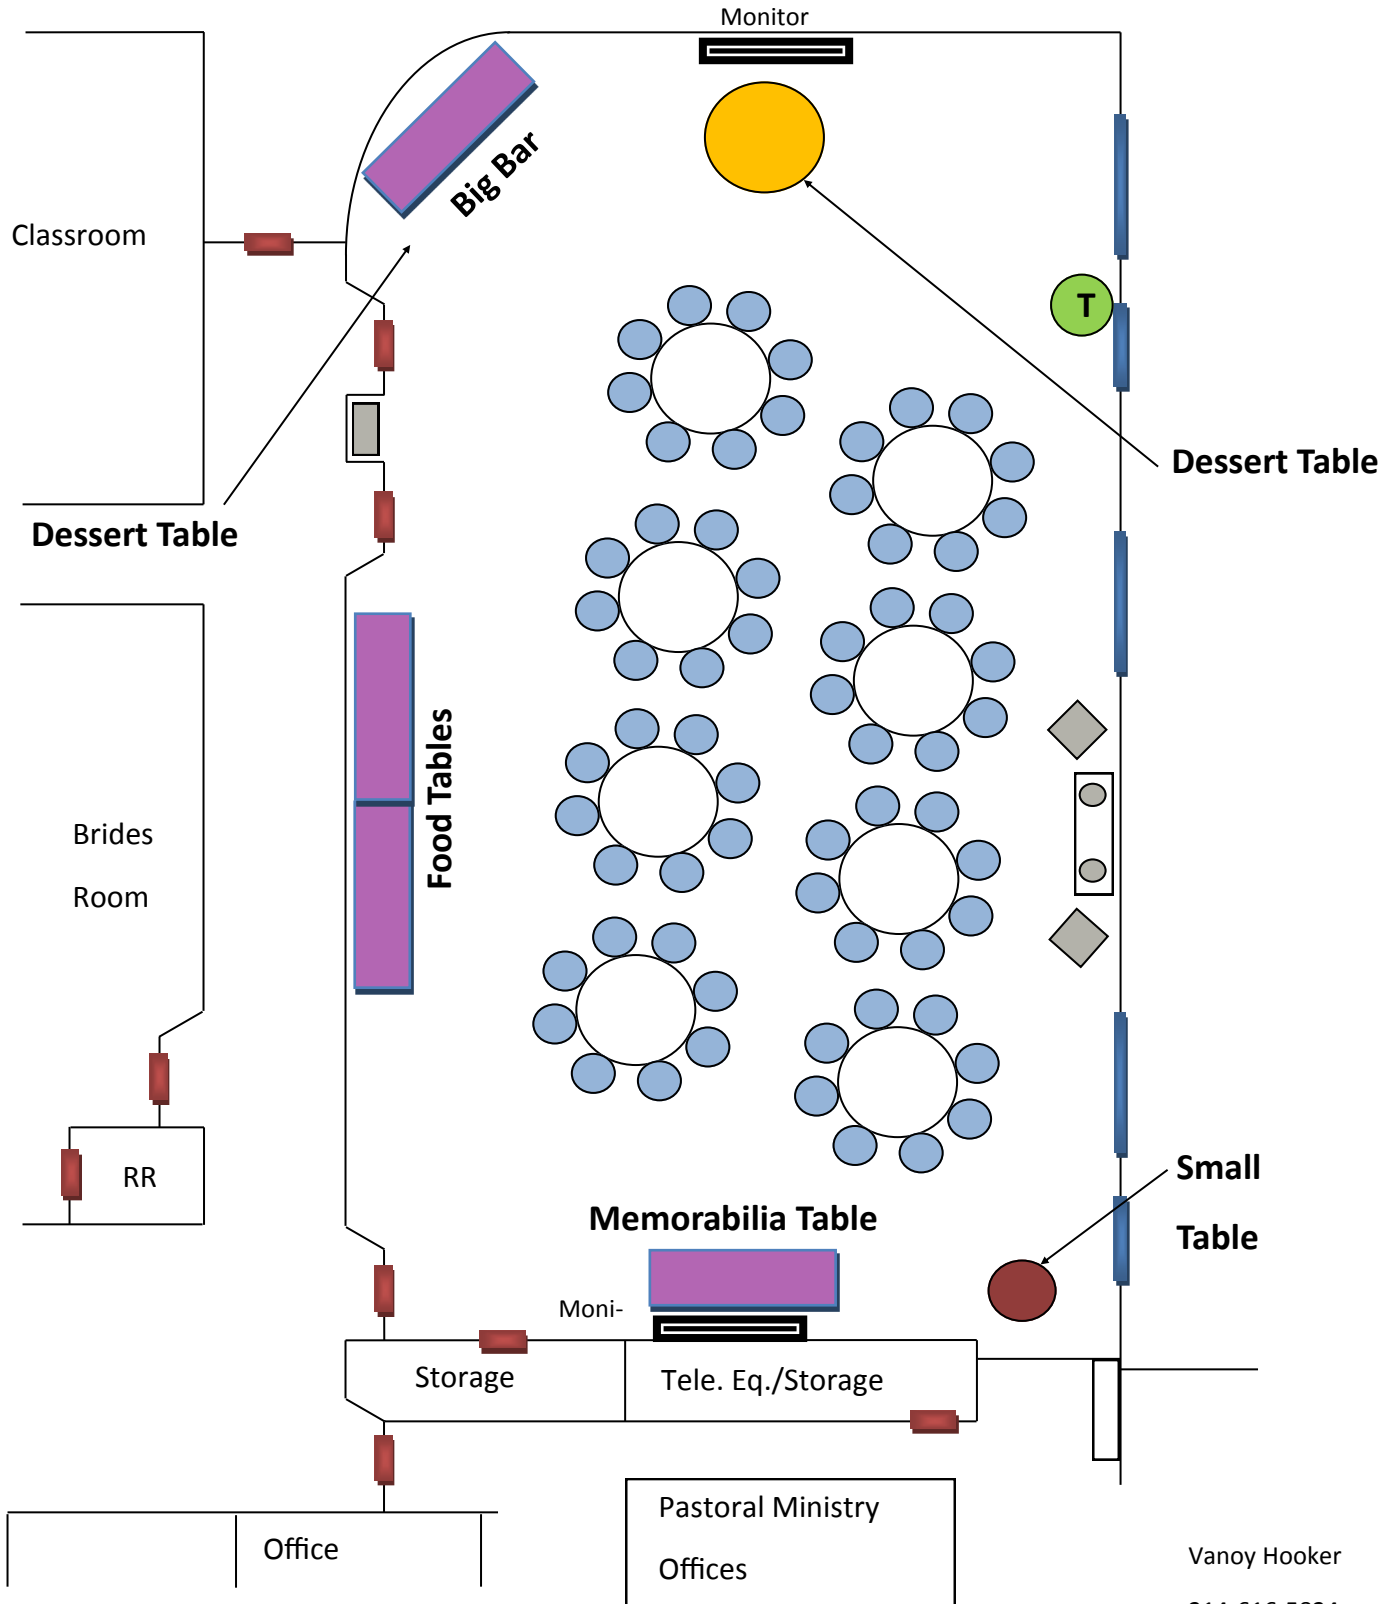 Monitor
Big Bar
Classroom
T
Dessert Table
Dessert Table
Food Tables
Brides
Room
RR
Small
Table
Memorabilia Table
Moni-
Storage
Tele. Eq./Storage
Pastoral Ministry
Offices
Office
Vanoy Hooker